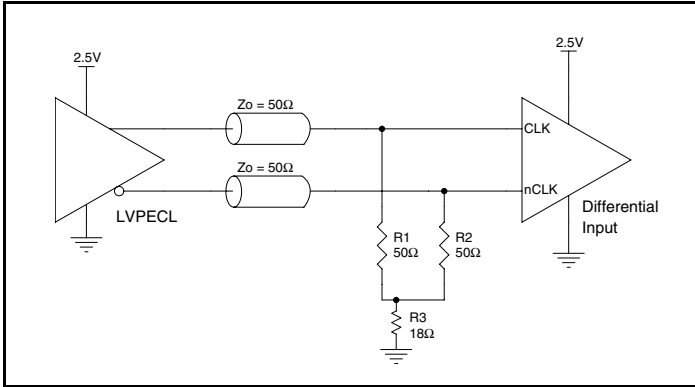 2.5V
2.5V
Zo = 50Ω
CLK
Zo = 50Ω
nCLK
LVPECL
Differential
Input
R1
50Ω
R2
50Ω
R3
18Ω